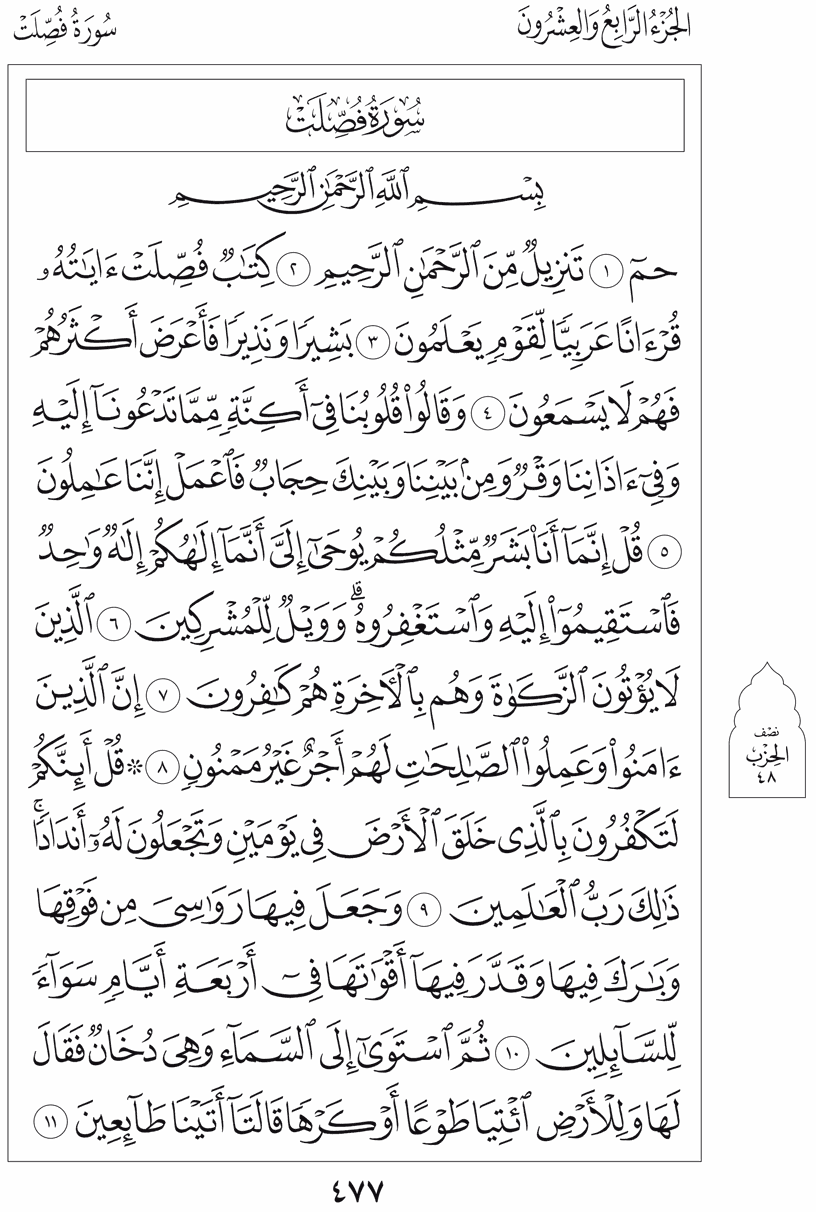 الجُزْءُ الرَّابِعُ وَالعِشْرُونَ
سُورَةُ فُصِّلَتْ
سُورَةُ فُصِّلَتْ
بِسْمِ ٱللَّهِ ٱلرَّحْمَٰنِ ٱلرَّحِيمِ
حمٓ ١ تَنزِيلٌ مِّنَ ٱلرَّحْمَٰنِ ٱلرَّحِيمِ ٢ كِتَٰبٌ فُصِّلَتْ ءَايَٰتُهُۥ
قُرْءَانًا عَرَبِيًّا لِّقَوْمٍ يَعْلَمُونَ ٣ بَشِيرًا وَنَذِيرًا فَأَعْرَضَ أَكْثَرُهُمْ
فَهُمْ لَا يَسْمَعُونَ ٤ وَقَالُوا۟ قُلُوبُنَا فِىٓ أَكِنَّةٍ مِّمَّا تَدْعُونَآ إِلَيْهِ
وَفِىٓ ءَاذَانِنَا وَقْرٌ وَمِنۢ بَيْنِنَا وَبَيْنِكَ حِجَابٌ فَٱعْمَلْ إِنَّنَا عَٰمِلُونَ
٥ قُلْ إِنَّمَآ أَنَا۠ بَشَرٌ مِّثْلُكُمْ يُوحَىٰٓ إِلَىَّ أَنَّمَآ إِلَٰهُكُمْ إِلَٰهٌ وَٰحِدٌ
فَٱسْتَقِيمُوٓا۟ إِلَيْهِ وَٱسْتَغْفِرُوهُ ۗ وَوَيْلٌ لِّلْمُشْرِكِينَ ٦ ٱلَّذِينَ
لَا يُؤْتُونَ ٱلزَّكَوٰةَ وَهُم بِٱلْأَخِرَةِ هُمْ كَٰفِرُونَ ٧ إِنَّ ٱلَّذِينَ
ءَامَنُوا۟ وَعَمِلُوا۟ ٱلصَّٰلِحَٰتِ لَهُمْ أَجْرٌ غَيْرُ مَمْنُونٍ ٨ * قُلْ أَئِنَّكُمْ
لَتَكْفُرُونَ بِٱلَّذِى خَلَقَ ٱلْأَرْضَ فِى يَوْمَيْنِ وَتَجْعَلُونَ لَهُۥٓ أَندَادًا ۚ
ذَٰلِكَ رَبُّ ٱلْعَٰلَمِينَ ٩ وَجَعَلَ فِيهَا رَوَٰسِىَ مِن فَوْقِهَا
وَبَٰرَكَ فِيهَا وَقَدَّرَ فِيهَآ أَقْوَٰتَهَا فِىٓ أَرْبَعَةِ أَيَّامٍ سَوَآءً
لِّلسَّآئِلِينَ ١٠ ثُمَّ ٱسْتَوَىٰٓ إِلَى ٱلسَّمَآءِ وَهِىَ دُخَانٌ فَقَالَ
لَهَا وَلِلْأَرْضِ ٱئْتِيَا طَوْعًا أَوْ كَرْهًا قَالَتَآ أَتَيْنَا طَآئِعِينَ ١١
نصْف
الحِزْب
٤٨
٤٧٧